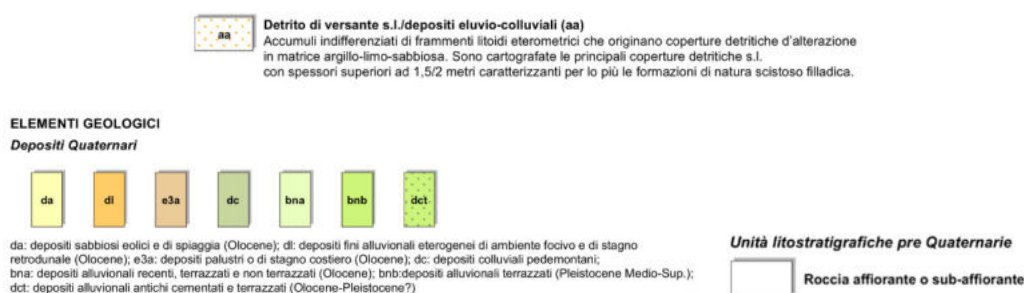 aa
Detrito di versante s.l./depositi eluvio-colluviali (aa)
Accumuli indifferenziati di frammenti litoidi eterometrici che originano coperture detritiche d'alterazione
in matrice argillo-limo-sabbiosa. Sono cartografate le principali coperture detritiche s.l.
con spessori superiori ad 1,5/2 metri caratterizzanti per lo più le formazioni di natura scistoso filladica.
ELEMENTI GEOLOGICI
Depositi Quaternari
da dl e3a dc bna bnb dct
da: depositi sabbiosi eolici e di spiaggia (Olocene); dl: depositi fini alluvionali eterogenei di ambiente focivo e di stagno
retrodunale (Olocene); e3a: depositi palustri o di stagno costiero (Olocene); dc: depositi colluviali pedemontani;
bna: depositi alluvionali recenti, terrazzati e non terrazzati (Olocene); bnb:depositi alluvionali terrazzati (Pleistocene Medio-Sup.);
dct: depositi alluvionali antichi cementati e terrazzati (Olocene-Pleistocene?)
Unità litostratigrafiche pre Quaternarie
Roccia affiorante o sub-affiorante